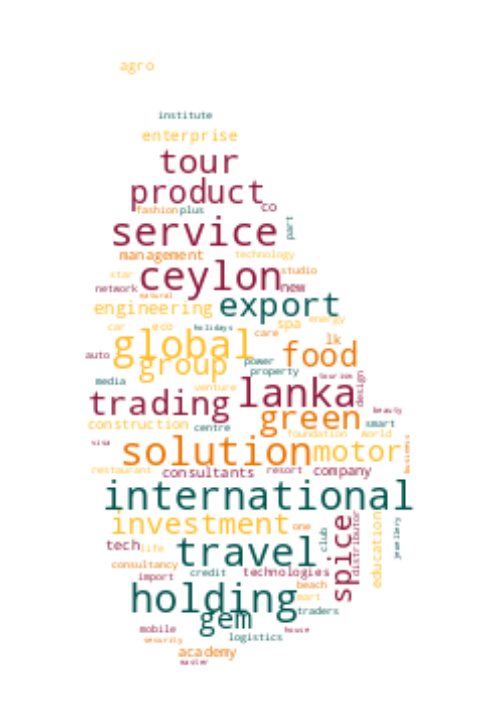 agro
institute
enterprise
tour
product
co
fashion plus
service
part
management technology
ceylon studio
star
network new
natural
engineering export
car eco holidays spa energy
global care lk
auto group power food
property
media tourism
venture lanka design
trading beauty
construction centre green smart
visa foundation world
solution motor business
restaurant consultants resort company
international
investment one spice education jewellery
tech life travel club distributor
consultancy credit technologies
import beach
holding mart
gem traders
mobile house
security logistics
academy
master